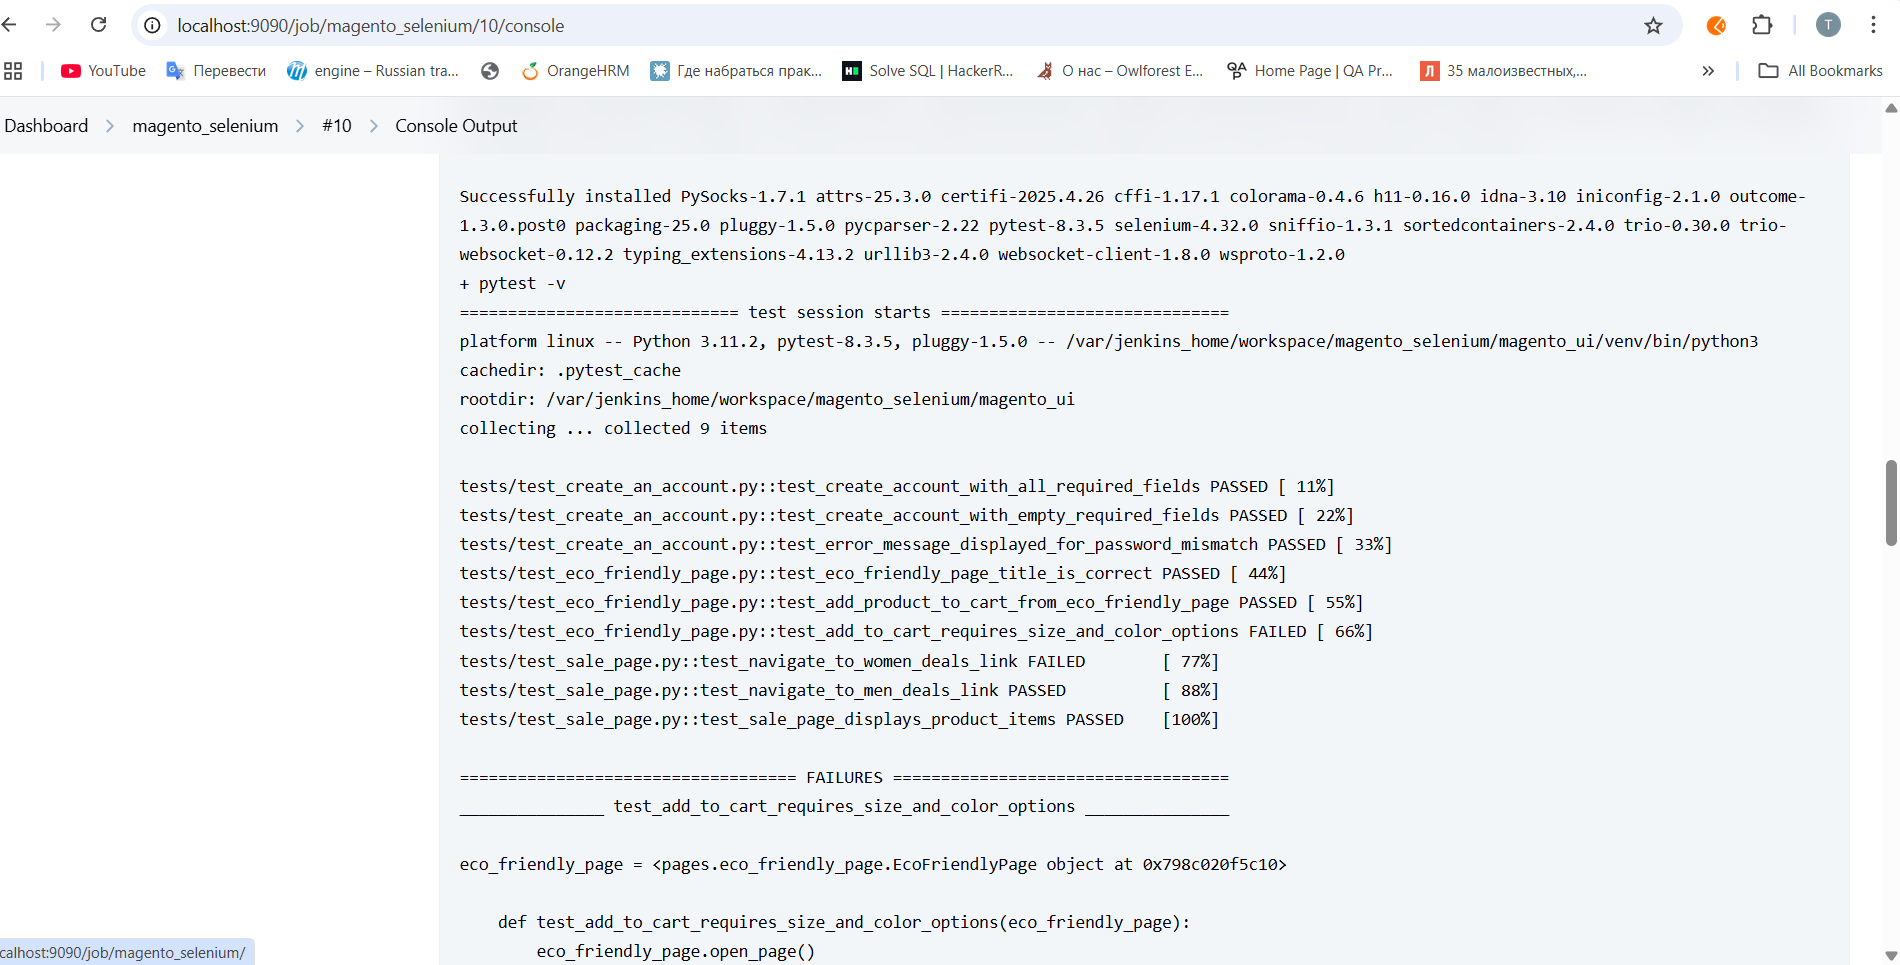 localhost:9090/job/magento_selenium/10/console
T
YouTube
Перевести
engine – Russian tra...
OrangeHRM
Где набраться прак...
Solve SQL | HackerR...
О нас – Owlforest E...
Home Page | QA Pr...
35 малоизвестных,...
All Bookmarks
Dashboard > magento_selenium > #10 > Console Output
Successfully installed PySocks-1.7.1 attrs-25.3.0 certifi-2025.4.26 cffi-1.17.1 colorama-0.4.6 h11-0.16.0 idna-3.10 iniconfig-2.1.0 outcome-
1.3.0.post0 packaging-25.0 pluggy-1.5.0 pycparser-2.22 pytest-8.3.5 selenium-4.32.0 sniffio-1.3.1 sortedcontainers-2.4.0 trio-0.30.0 trio-
websocket-0.12.2 typing_extensions-4.13.2 urllib3-2.4.0 websocket-client-1.8.0 wsproto-1.2.0
+ pytest -v
============================= test session starts ==============================
platform linux -- Python 3.11.2, pytest-8.3.5, pluggy-1.5.0 -- /var/jenkins_home/workspace/magento_selenium/magento_ui/venv/bin/python3
cachedir: .pytest_cache
rootdir: /var/jenkins_home/workspace/magento_selenium/magento_ui
collecting ... collected 9 items
tests/test_create_an_account.py::test_create_account_with_all_required_fields PASSED [ 11%]
tests/test_create_an_account.py::test_create_account_with_empty_required_fields PASSED [ 22%]
tests/test_create_an_account.py::test_error_message_displayed_for_password_mismatch PASSED [ 33%]
tests/test_eco_friendly_page.py::test_eco_friendly_page_title_is_correct PASSED [ 44%]
tests/test_eco_friendly_page.py::test_add_product_to_cart_from_eco_friendly_page PASSED [ 55%]
tests/test_eco_friendly_page.py::test_add_to_cart_requires_size_and_color_options FAILED [ 66%]
tests/test_sale_page.py::test_navigate_to_women_deals_link FAILED        [ 77%]
tests/test_sale_page.py::test_navigate_to_men_deals_link PASSED          [ 88%]
tests/test_sale_page.py::test_sale_page_displays_product_items PASSED    [100%]
=================================== FAILURES ===================================
_______________ test_add_to_cart_requires_size_and_color_options _______________
eco_friendly_page = <pages.eco_friendly_page.EcoFriendlyPage object at 0x798c020f5c10>
def test_add_to_cart_requires_size_and_color_options(eco_friendly_page):
eco_friendly_page.open_page()
calhost:9090/job/magento_selenium/